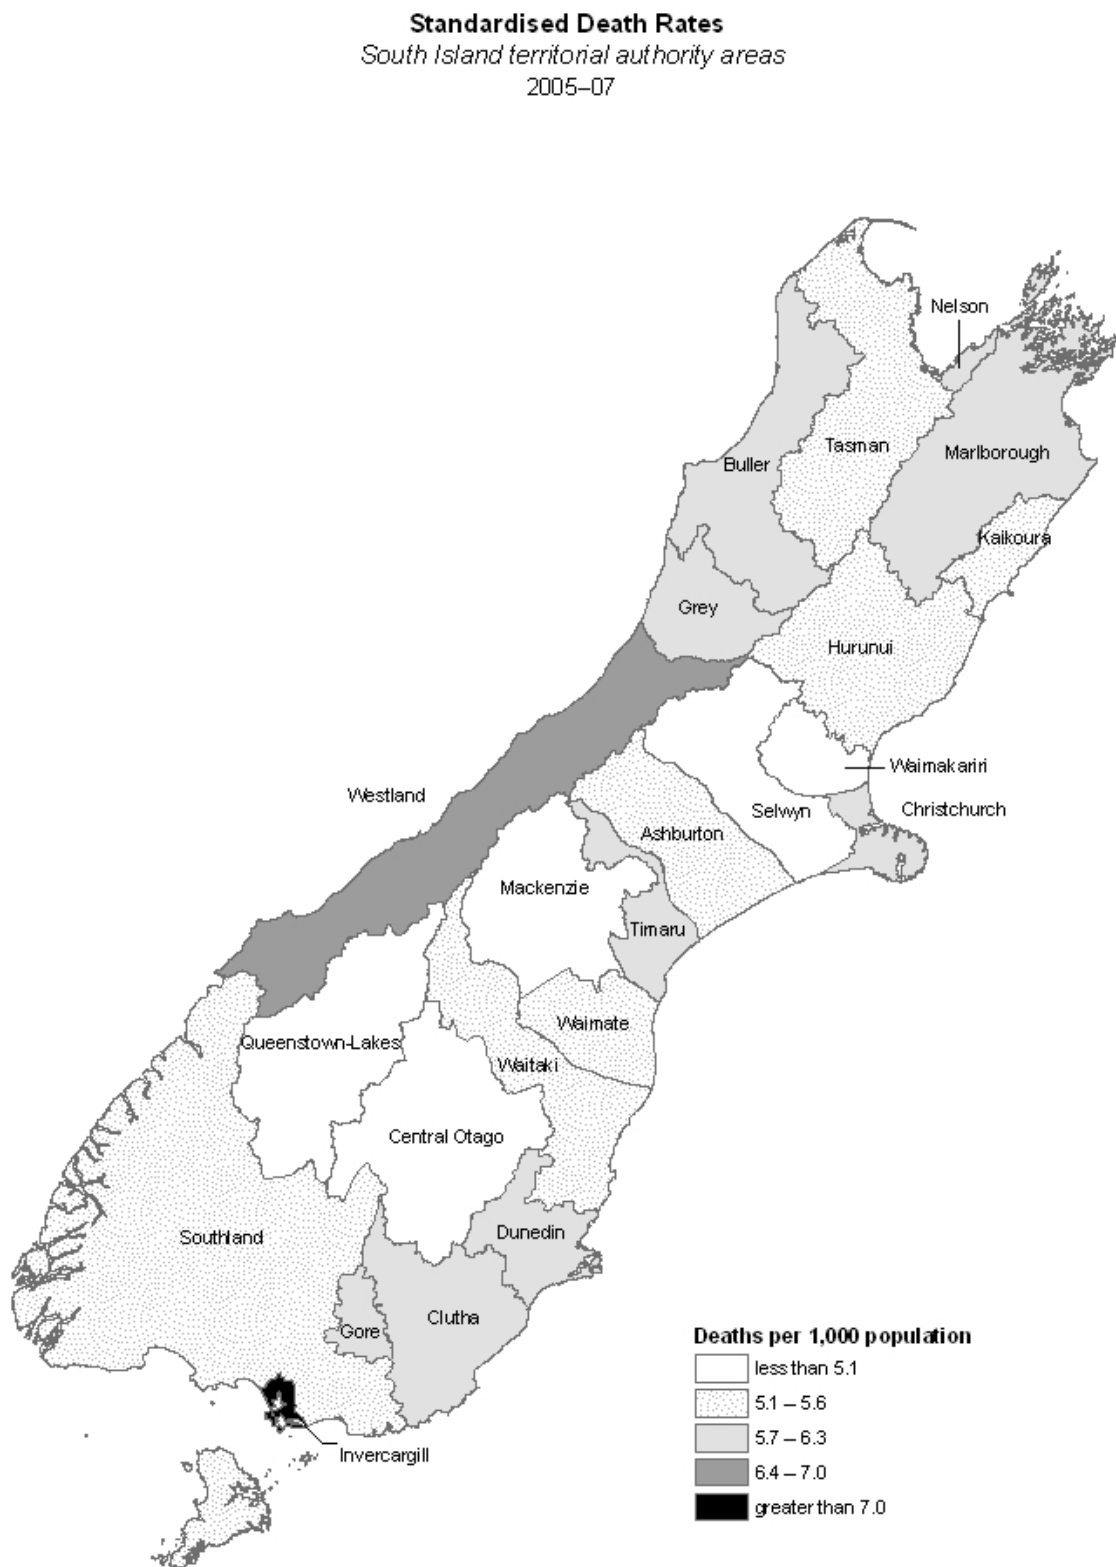 Standardised Death Rates
South Island territorial authority areas
2005–07
Nelson
Tasman
Marlborough
Buller
Kaikoura
Grey
Hurunui
Waimakariri
Westland
Selwyn
Christchurch
Ashburton
Mackenzie
Timaru
Waimate
Queenstown-Lakes
Waitaki
Central Otago
Southland
Dunedin
Clutha
Gore
Invercargill
Deaths per 1,000 population
less than 5.1
5.1 – 5.6
5.7 – 6.3
6.4 – 7.0
greater than 7.0